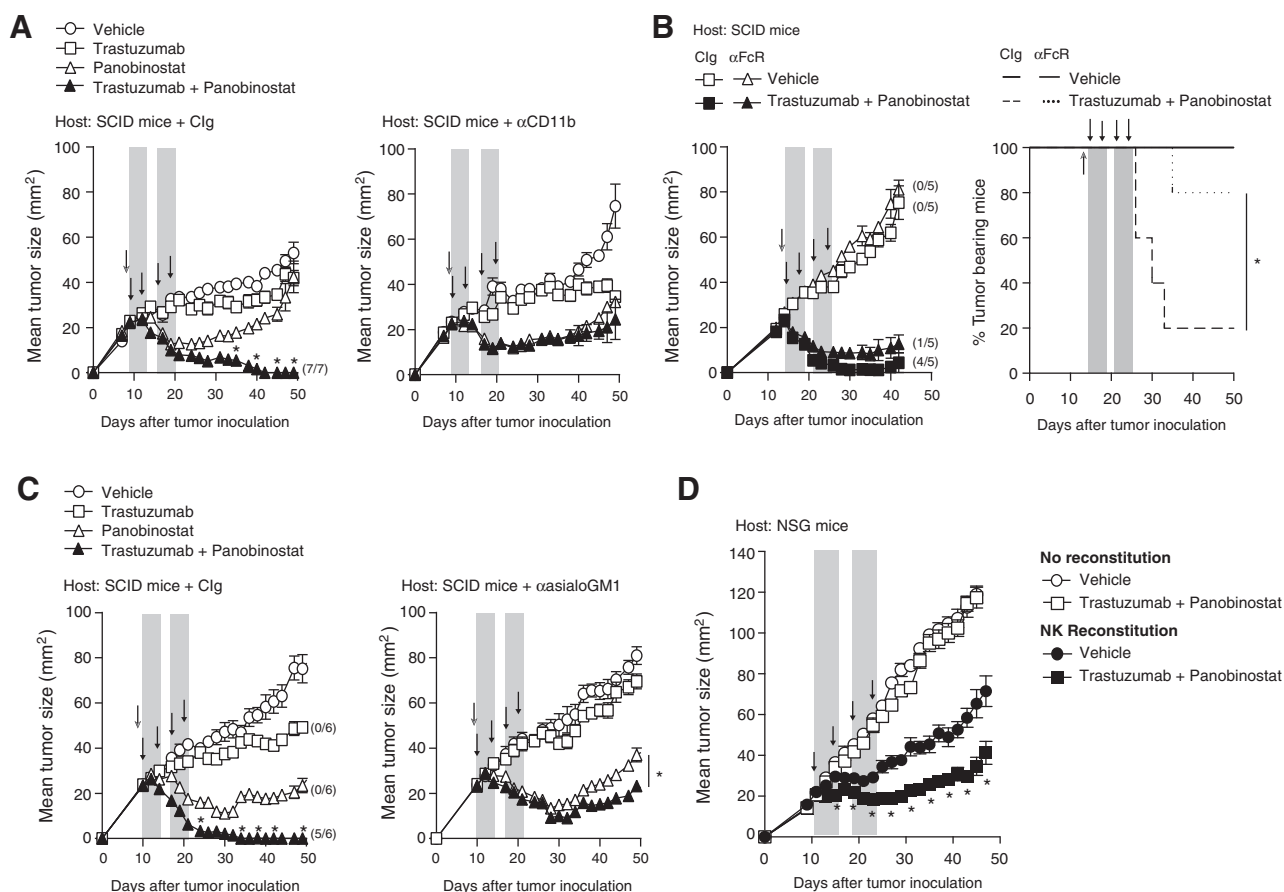 A
Vehicle
Trastuzumab
Panobinostat
Trastuzumab + Panobinostat
Host: SCID mice + CIg
Mean tumor size (mm2)
100
80
60
40
20
0
* * * *
(7/7)
0 10 20 30 40 50
Days after tumor inoculation
Host: SCID mice + αCD11b
Mean tumor size (mm2)
100
80
60
40
20
0
0 10 20 30 40 50
Days after tumor inoculation
B
Host: SCID mice
CIg αFcR
Vehicle
Trastuzumab + Panobinostat
Mean tumor size (mm2)
100
80
60
40
20
0
(0/5)
(0/5)
(1/5)
(4/5)
0 10 20 30 40 50
Days after tumor inoculation
CIg αFcR
Vehicle
Trastuzumab + Panobinostat
% Tumor bearing mice
100
80
60
40
20
0
*
0 10 20 30 40 50
Days after tumor inoculation
C
Vehicle
Trastuzumab
Panobinostat
Trastuzumab + Panobinostat
Host: SCID mice + CIg
Mean tumor size (mm2)
100
80
60
40
20
0
(0/6)
(0/6)
* * * * *
(5/6)
0 10 20 30 40 50
Days after tumor inoculation
Host: SCID mice + αasialoGM1
Mean tumor size (mm2)
100
80
60
40
20
0
*
0 10 20 30 40 50
Days after tumor inoculation
D
Host: NSG mice
Mean tumor size (mm2)
140
120
100
80
60
40
20
0
* * * * * * * * *
0 10 20 30 40 50
Days after tumor inoculation
No reconstitution
Vehicle
Trastuzumab + Panobinostat
NK Reconstitution
Vehicle
Trastuzumab + Panobinostat